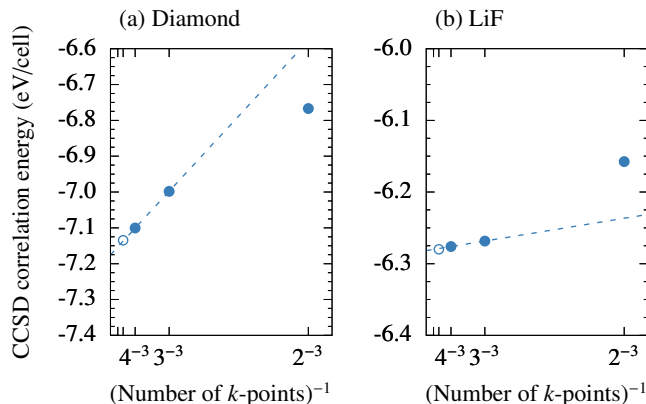 (a) Diamond
(b) LiF
CCSD correlation energy (eV/cell)
-6.6
-6.7
-6.8
-6.9
-7.0
-7.1
-7.2
-7.3
-7.4
4⁻³ 3⁻³ 2⁻³
(Number of k-points)⁻¹
-6.0
-6.1
-6.2
-6.3
-6.4
4⁻³ 3⁻³ 2⁻³
(Number of k-points)⁻¹